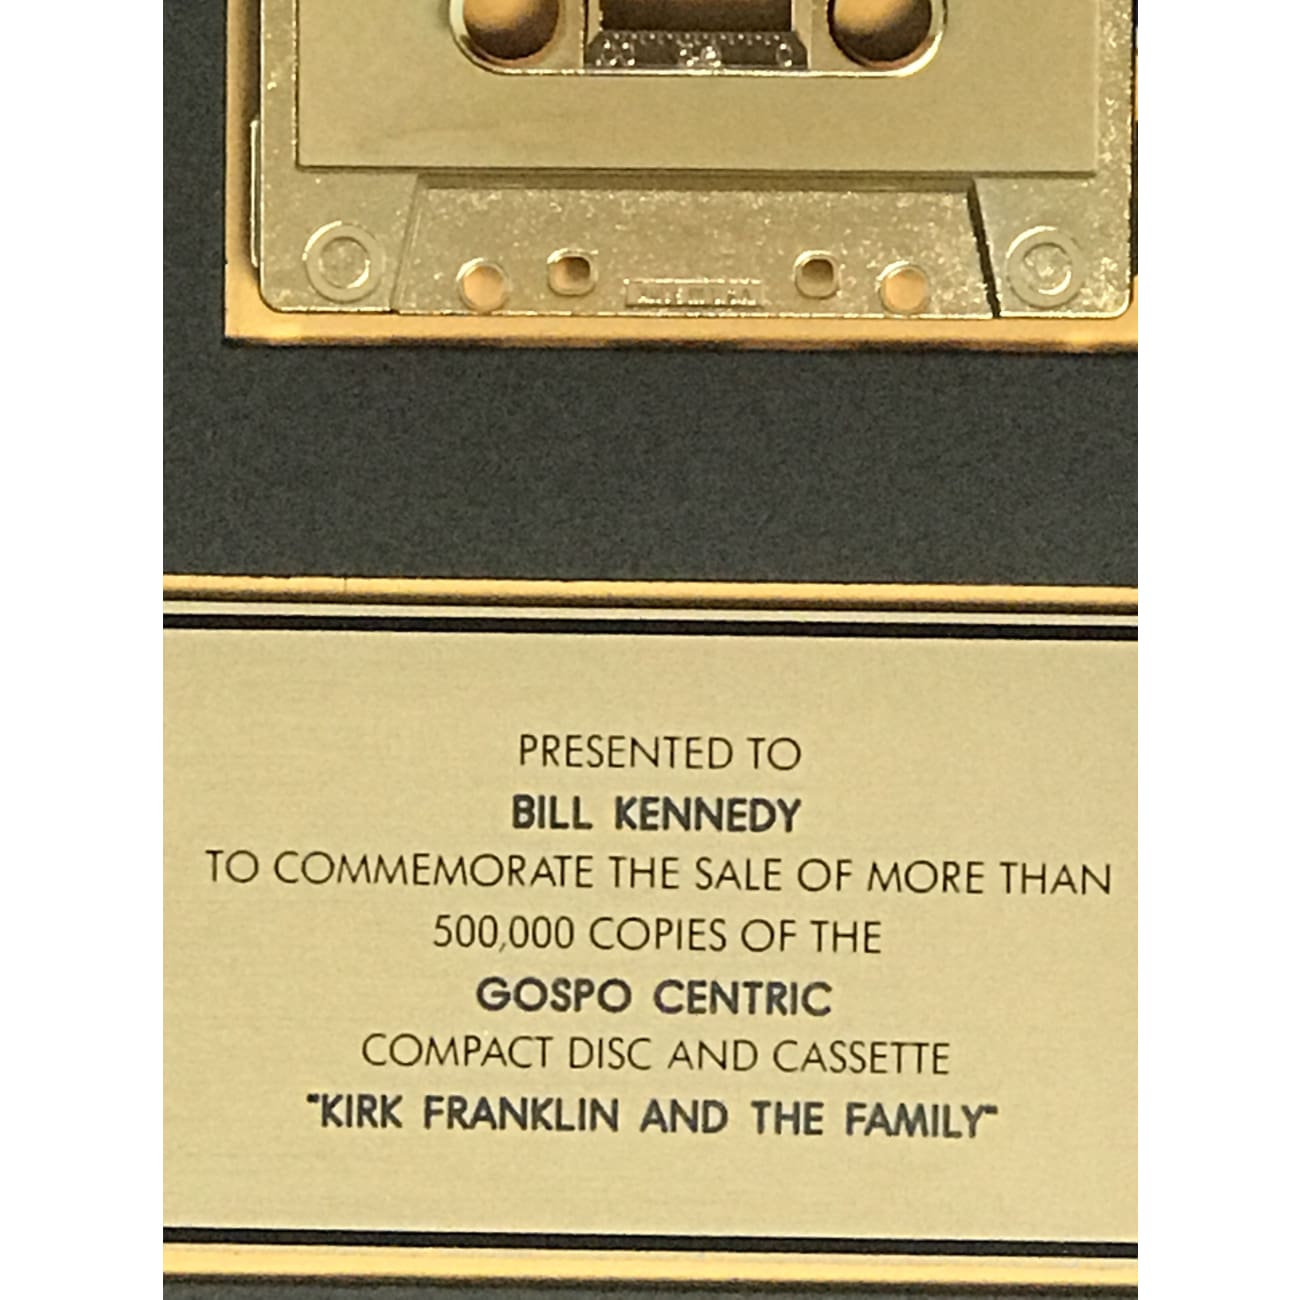 PRESENTED TO
BILL KENNEDY
TO COMMEMORATE THE SALE OF MORE THAN
500,000 COPIES OF THE
GOSPO CENTRIC
COMPACT DISC AND CASSETTE
"KIRK FRANKLIN AND THE FAMILY"